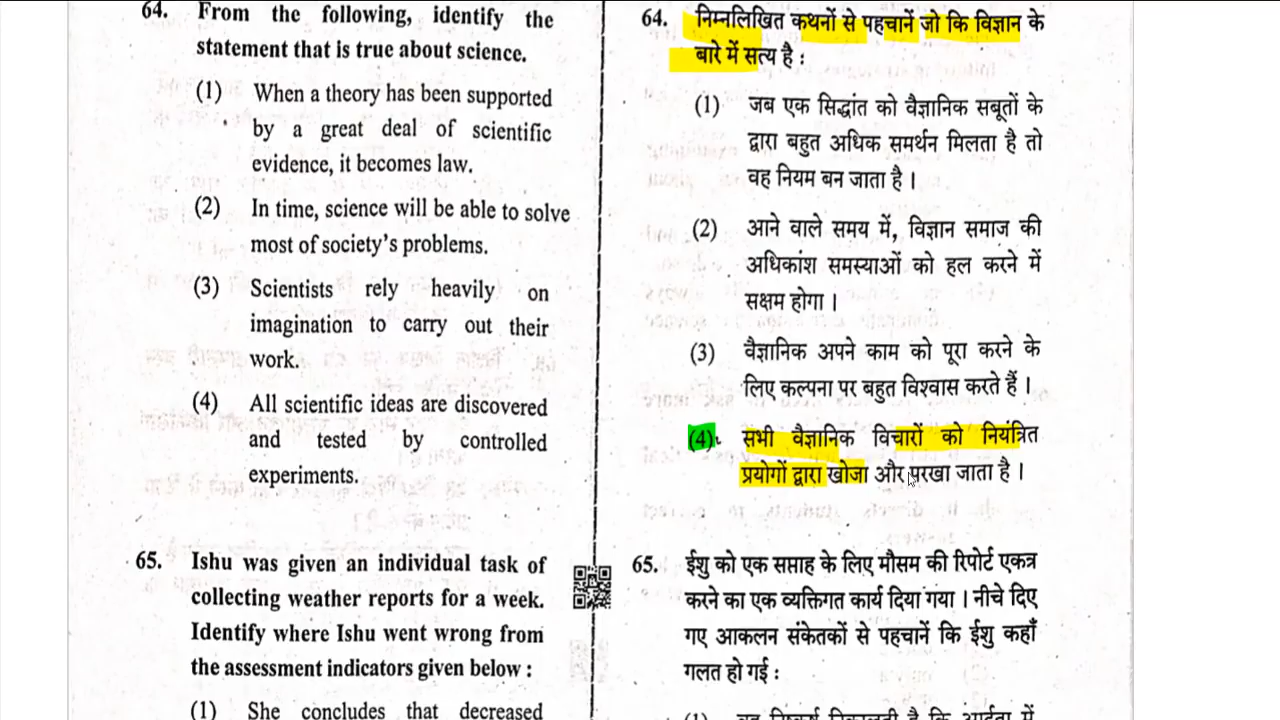 64. From the following, identify the
statement that is true about science.
(1) When a theory has been supported
by a great deal of scientific
evidence, it becomes law.
(2) In time, science will be able to solve
most of society's problems.
(3) Scientists rely heavily on
imagination to carry out their
work.
(4) All scientific ideas are discovered
and tested by controlled
experiments.
65. Ishu was given an individual task of
collecting weather reports for a week.
Identify where Ishu went wrong from
the assessment indicators given below :
(1) She concludes that decreased
64. निम्नलिखित कथनों से पहचानें जो कि विज्ञान के
बारे में सत्य है :
(1) जब एक सिद्धांत को वैज्ञानिक सबूतों के
द्वारा बहुत अधिक समर्थन मिलता है तो
वह नियम बन जाता है ।
(2) आने वाले समय में, विज्ञान समाज की
अधिकांश समस्याओं को हल करने में
सक्षम होगा ।
(3) वैज्ञानिक अपने काम को पूरा करने के
लिए कल्पना पर बहुत विश्वास करते हैं ।
(4) सभी वैज्ञानिक विचारों को नियंत्रित
प्रयोगों द्वारा खोजा और परखा जाता है ।
65. ईशु को एक सप्ताह के लिए मौसम की रिपोर्ट एकत्र
करने का एक व्यक्तिगत कार्य दिया गया । नीचे दिए
गए आकलन संकेतकों से पहचानें कि ईशु कहाँ
गलत हो गई :
(1) वह निष्कर्ष निकालती है कि आर्द्रता में